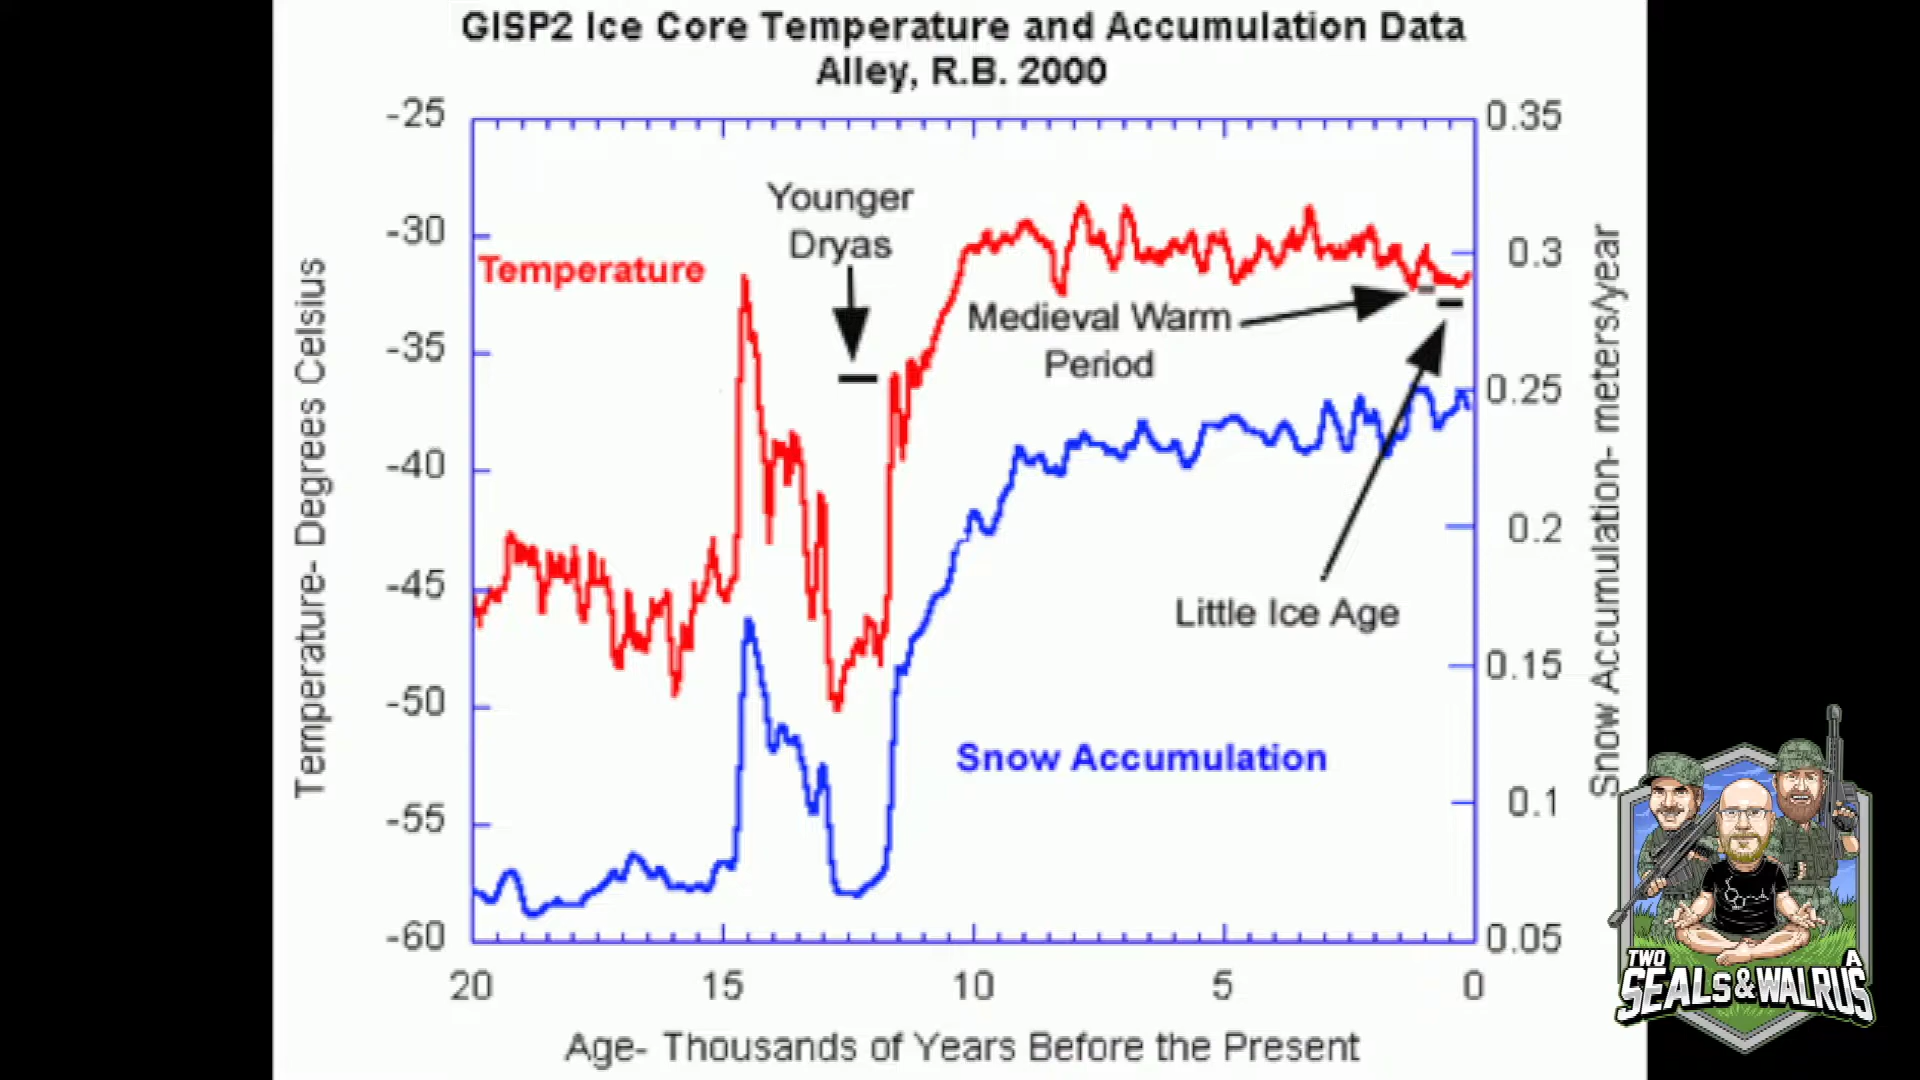 GISP2 Ice Core Temperature and Accumulation Data
Alley, R.B. 2000
-25
-30
-35
-40
-45
-50
-55
-60
Temperature- Degrees Celsius
Temperature
Younger
Dryas
Medieval Warm
Period
Little Ice Age
Snow Accumulation
0.35
0.3
0.25
0.2
0.15
0.1
0.05
Snow Accumulation- meters/year
20 15 10 5 0
Age- Thousands of Years Before the Present
TWO A
SEALS & WALRUS